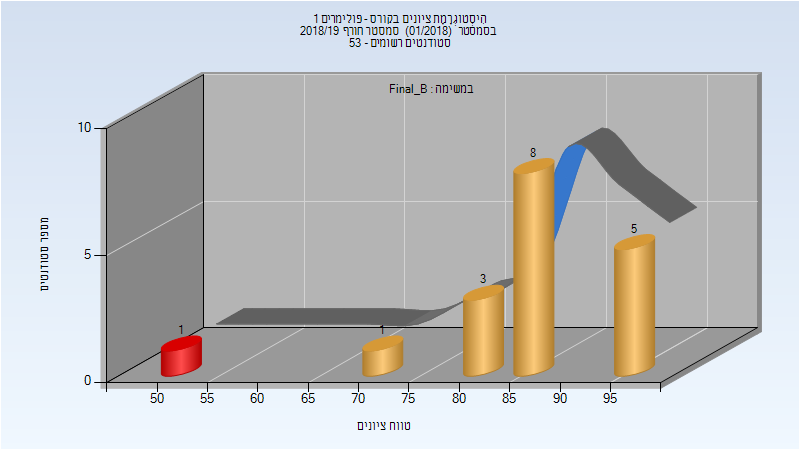 היסטוגרמת ציונים בקורס - פולימרים 1
בסמסטר (01/2018) סמסטר חורף 2018/19
סטודנטים רשומים - 53
במשימה : Final_B
מספר סטודנטים
10
5
0
1
1
3
8
5
50 55 60 65 70 75 80 85 90 95
טווח ציונים